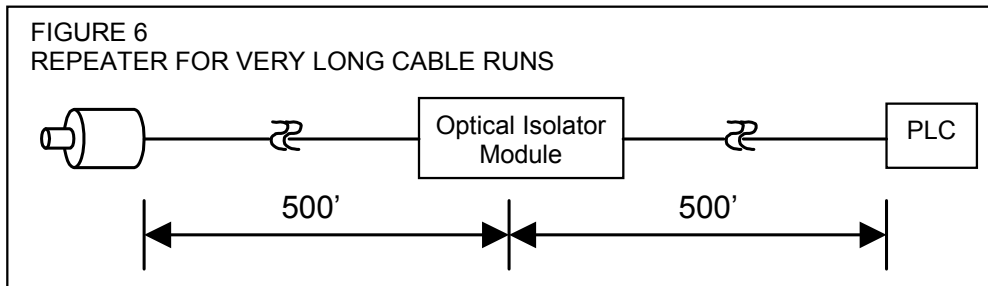 FIGURE 6
REPEATER FOR VERY LONG CABLE RUNS
Optical Isolator
Module
PLC
500’
500’